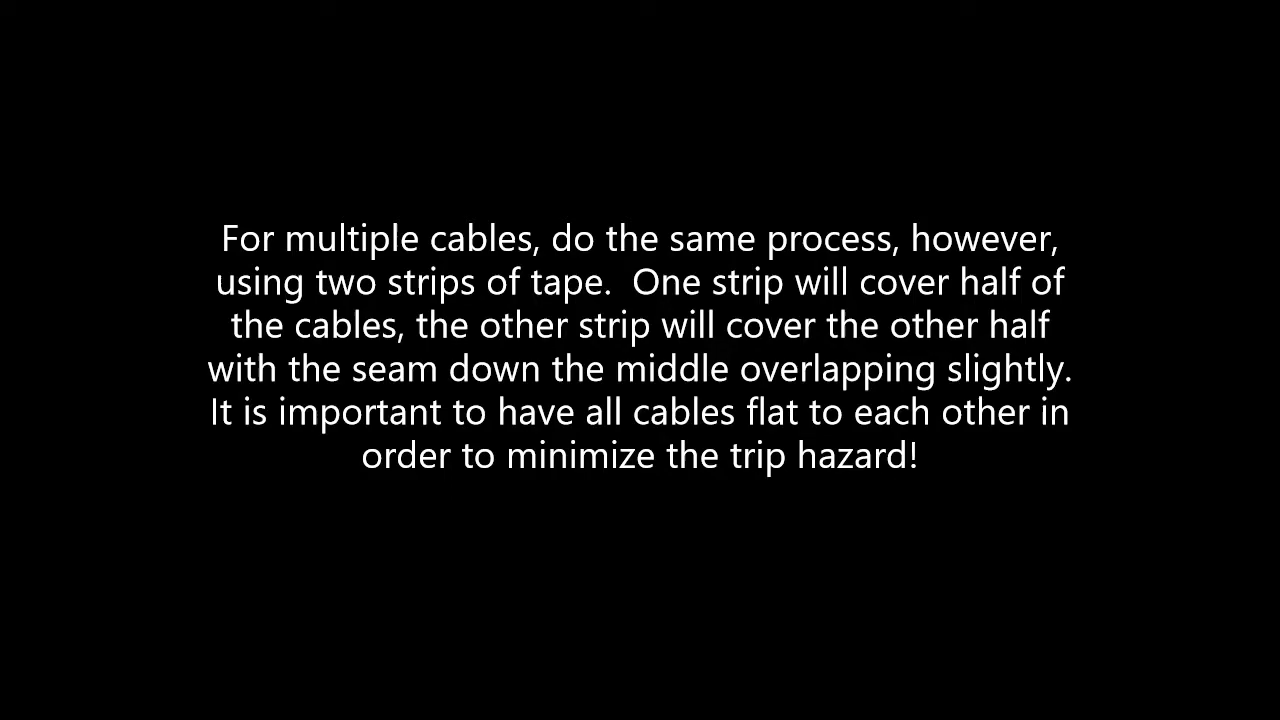 For multiple cables, do the same process, however,
using two strips of tape.  One strip will cover half of
the cables, the other strip will cover the other half
with the seam down the middle overlapping slightly.
It is important to have all cables flat to each other in
order to minimize the trip hazard!